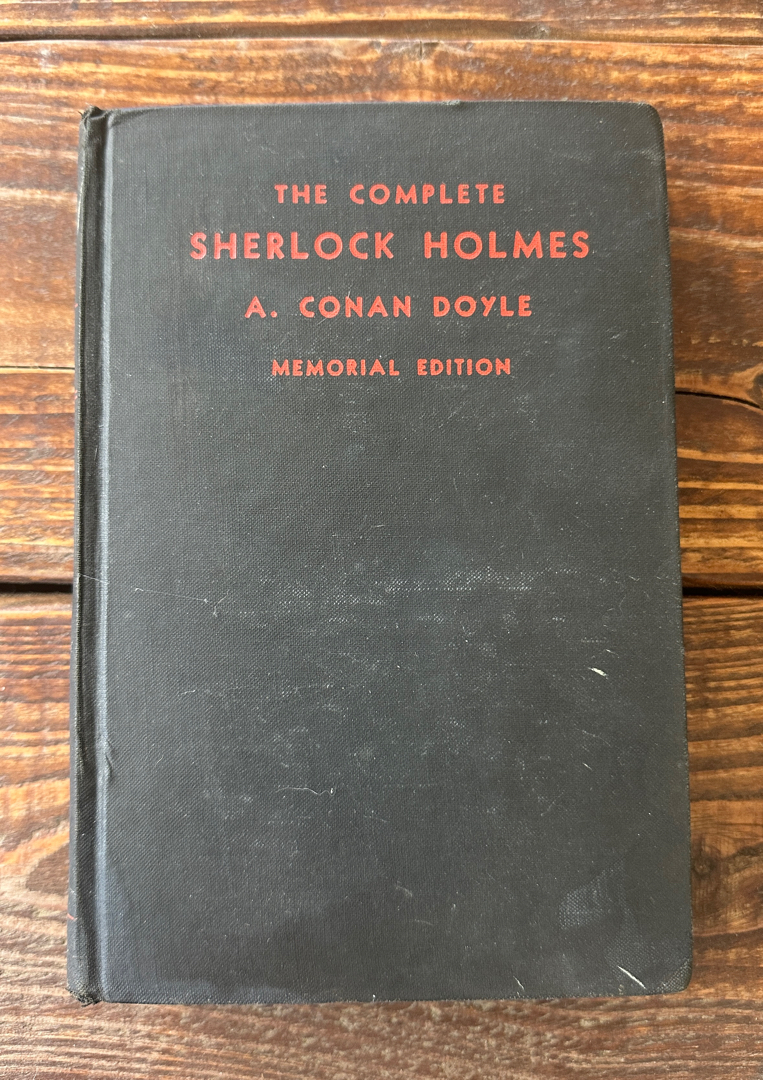 THE COMPLETE
SHERLOCK HOLMES
A. CONAN DOYLE
MEMORIAL EDITION